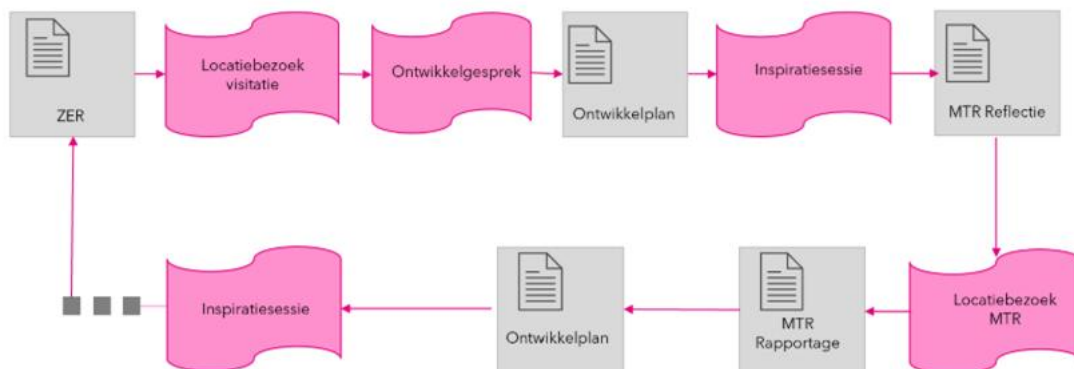 ZER
Locatiebezoek
visitatie
Ontwikkelgesprek
Ontwikkelplan
Inspiratiesessie
MTR Reflectie
Locatiebezoek
MTR
MTR
Rapportage
Ontwikkelplan
Inspiratiesessie